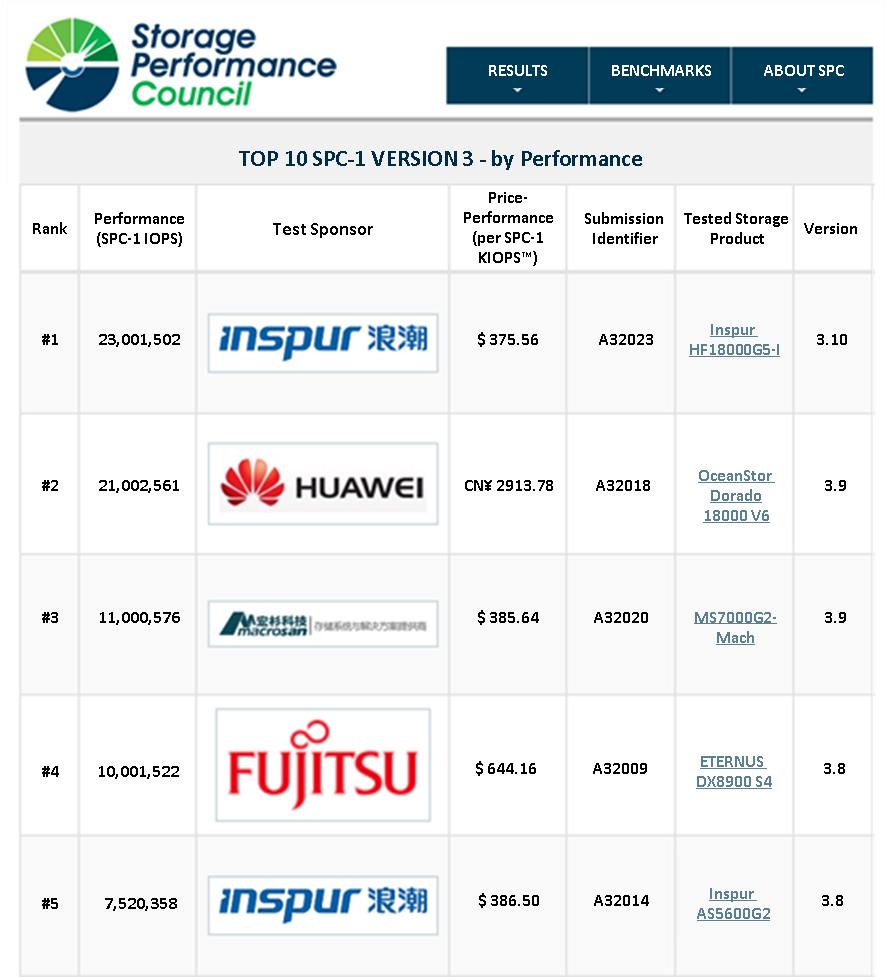 Storage
Performance
Council
RESULTS
BENCHMARKS
ABOUT SPC
TOP 10 SPC-1 VERSION 3 - by Performance
Rank
Performance
(SPC-1 IOPS)
Test Sponsor
Price-
Performance
(per SPC-1
KIOPS™)
Submission
Identifier
Tested Storage
Product
Version
#1
23,001,502
inspur 浪潮
$ 375.56
A32023
Inspur
HF18000G5-I
3.10
#2
21,002,561
HUAWEI
CN¥ 2913.78
A32018
OceanStor
Dorado
18000 V6
3.9
#3
11,000,576
宏杉科技
macrosan
存储系统与解决方案提供商
$ 385.64
A32020
MS7000G2-
Mach
3.9
#4
10,001,522
FUJITSU
$ 644.16
A32009
ETERNUS
DX8900 S4
3.8
#5
7,520,358
inspur 浪潮
$ 386.50
A32014
Inspur
AS5600G2
3.8